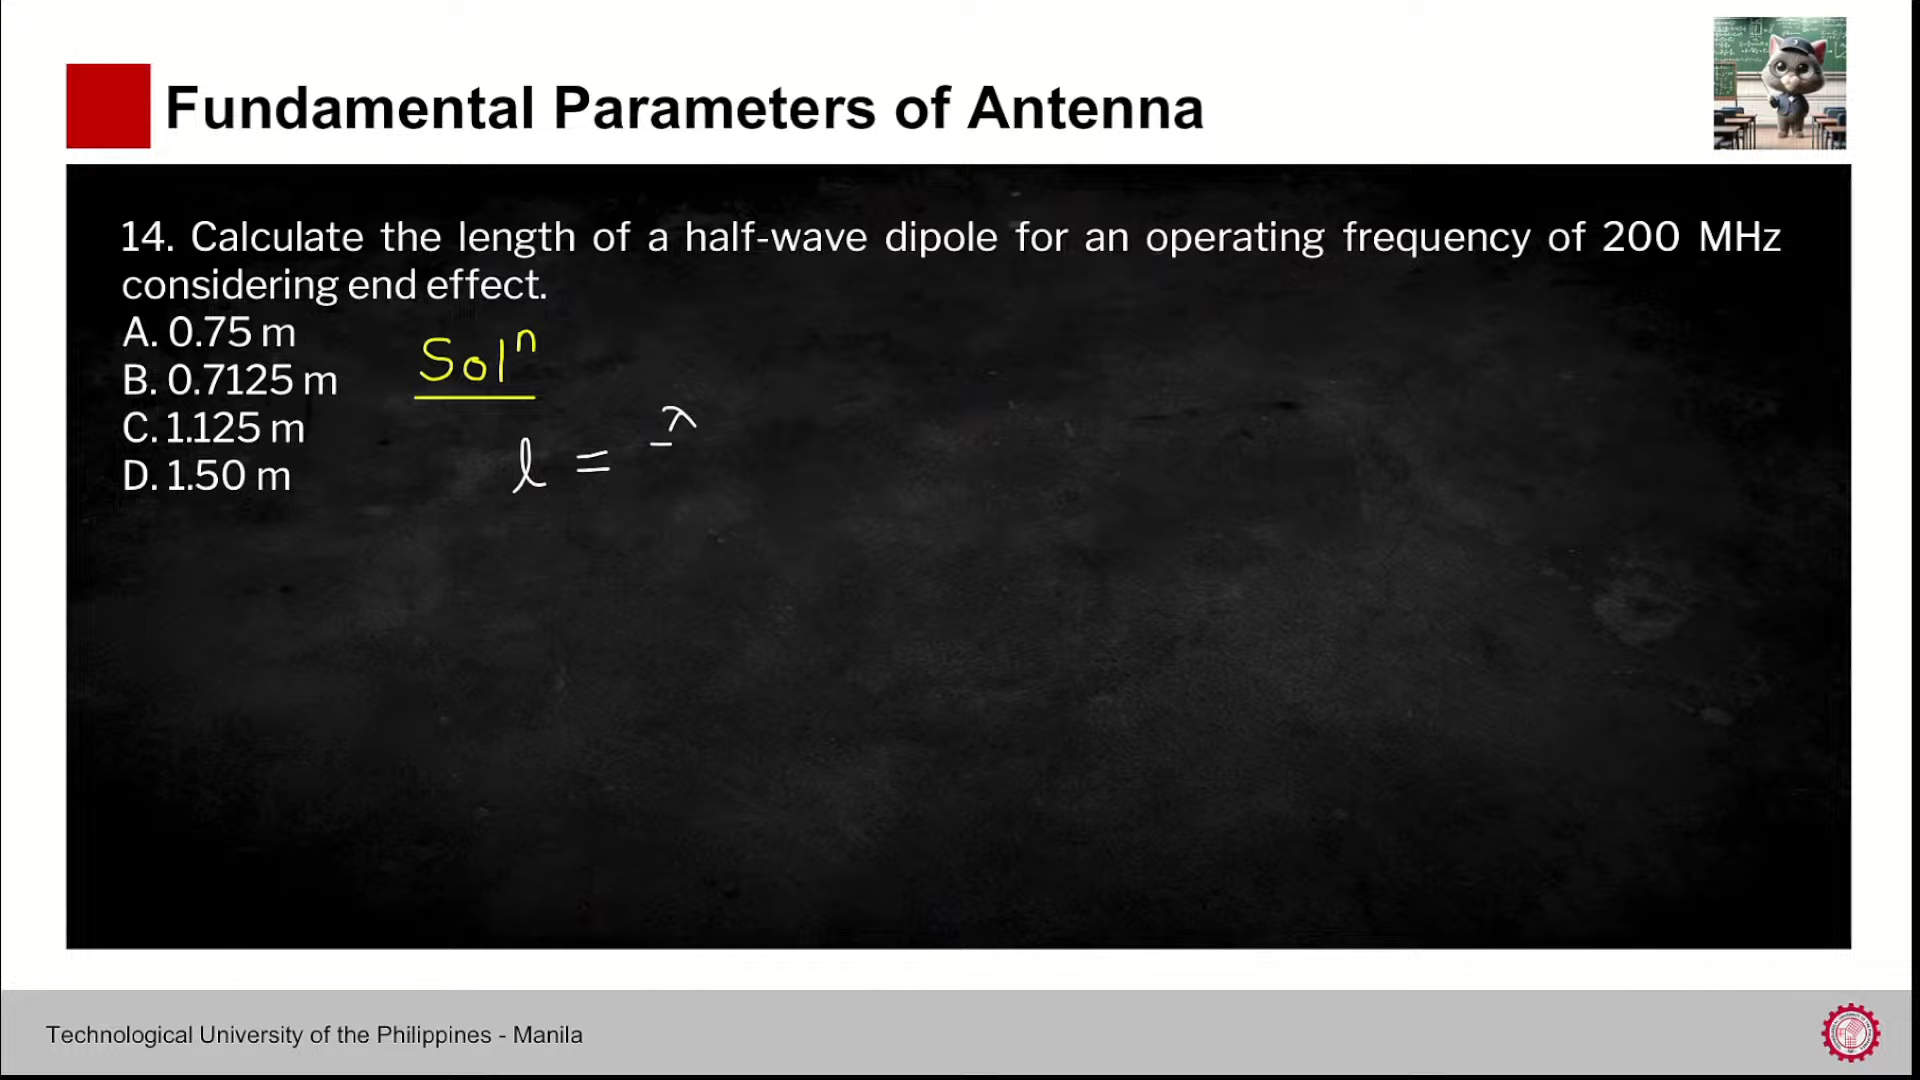 Fundamental Parameters of Antenna
14. Calculate the length of a half-wave dipole for an operating frequency of 200 MHz
considering end effect.
A. 0.75 m
B. 0.7125 m
C. 1.125 m
D. 1.50 m
Solⁿ
l = λ
Technological University of the Philippines - Manila